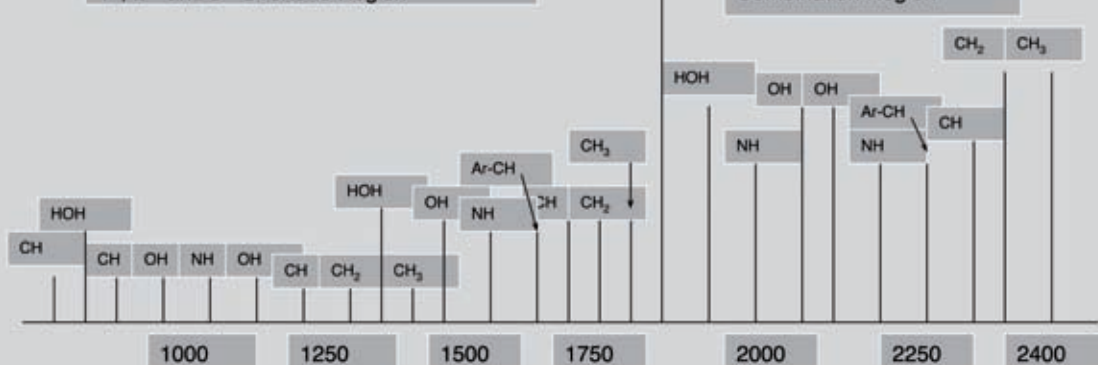 CH₂ CH₃
HOH OH OH
Ar-CH
CH
CH₃ NH NH
Ar-CH
HOH OH NH CH CH₂
HOH
CH CH OH NH OH CH CH₂ CH₃
1000 1250 1500 1750 2000 2250 2400